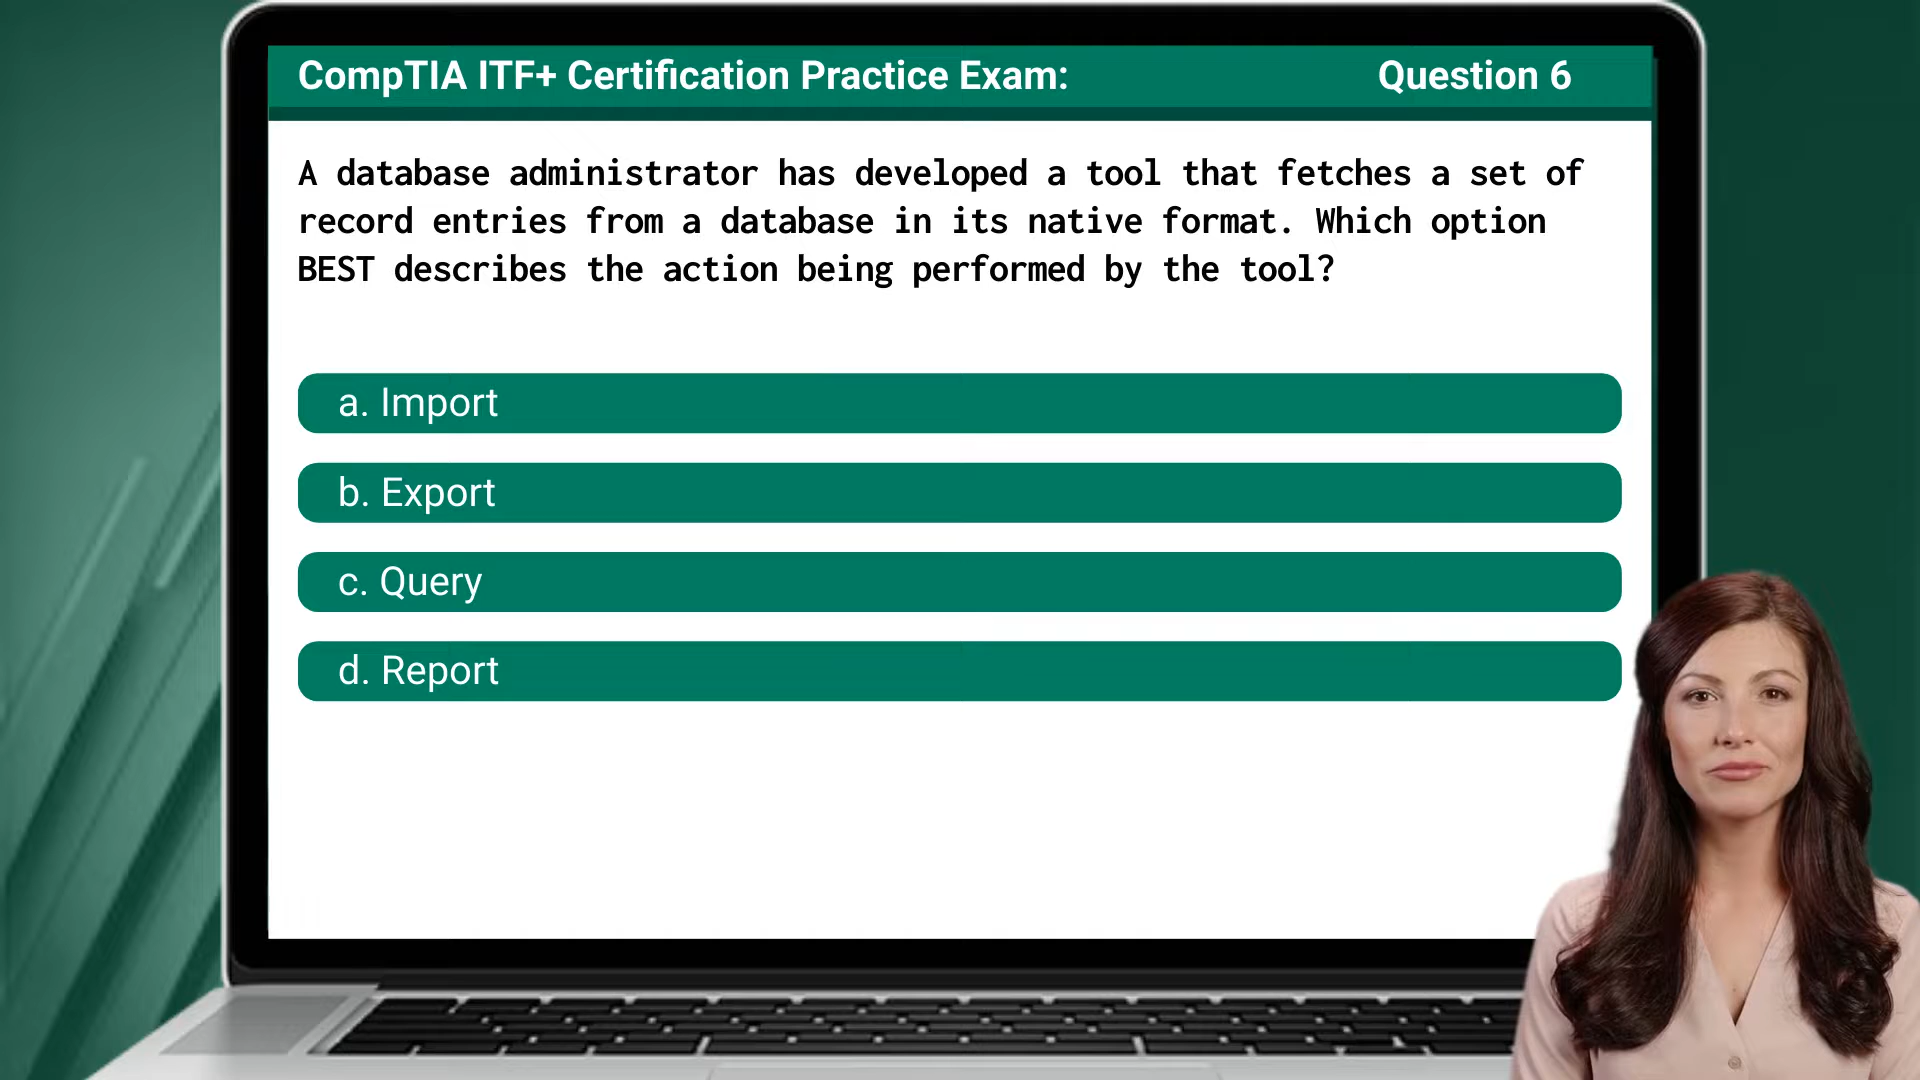 CompTIA ITF+ Certification Practice Exam:
Question 6
A database administrator has developed a tool that fetches a set of
record entries from a database in its native format. Which option
BEST describes the action being performed by the tool?
a. Import
b. Export
c. Query
d. Report